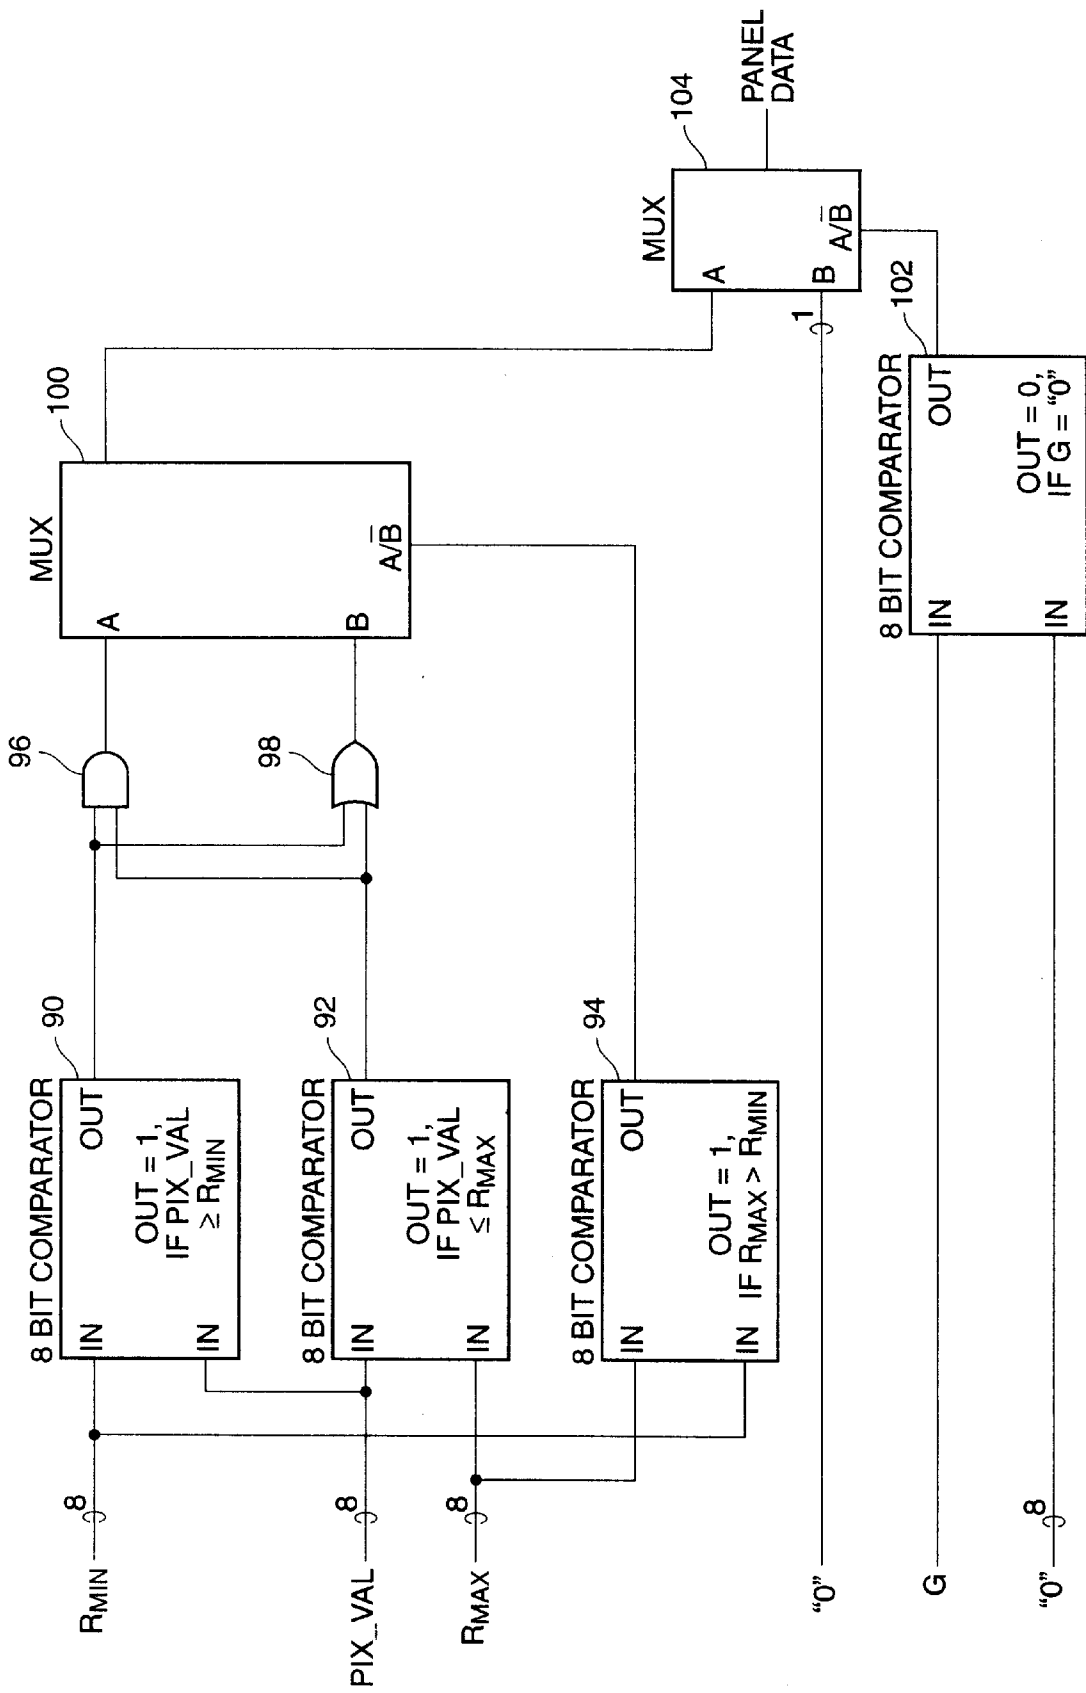 RMIN
8
PIX_VAL
8
RMAX
8
8 BIT COMPARATOR
90
IN
OUT
OUT = 1,
IF PIX_VAL
≥ RMIN
IN
8 BIT COMPARATOR
92
IN
OUT
OUT = 1,
IF PIX_VAL
≤ RMAX
IN
8 BIT COMPARATOR
94
IN
OUT
OUT = 1,
IF RMAX > RMIN
IN
96
98
MUX
100
A
B
A/B̅
MUX
104
A
B
A/B̅
PANEL
DATA
"0"
1
8 BIT COMPARATOR
102
IN
OUT
OUT = 0,
IF G = "0"
IN
G
"0"
8